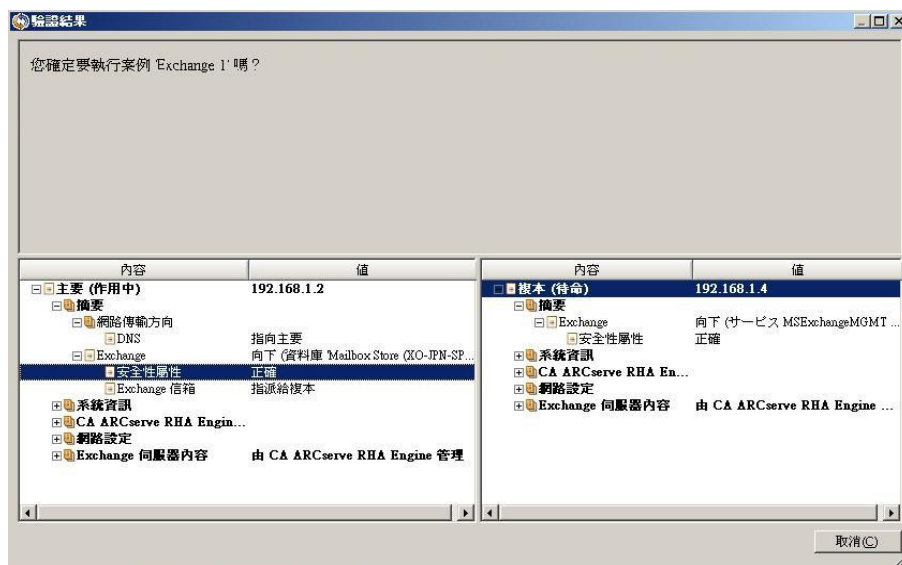 驗證結果
您確定要執行案例 'Exchange 1' 嗎？
內容 值
主要 (作用中) 192.168.1.2
摘要
網路傳輸方向
DNS 指向主要
Exchange 向下 (資料庫 'Mailbox Store (XO-JPN-SP...
安全性屬性 正確
Exchange 信箱 指派給複本
系統資訊
CA ARCserve RHA Engin...
網路設定
Exchange 伺服器內容 由 CA ARCserve RHA Engine 管理
內容 值
複本 (待命) 192.168.1.4
摘要
Exchange 向下 (サービス MSExchangeMGMT ...
安全性屬性 正確
系統資訊
CA ARCserve RHA En...
網路設定
Exchange 伺服器內容 由 CA ARCserve RHA Engine ...
取消(C)